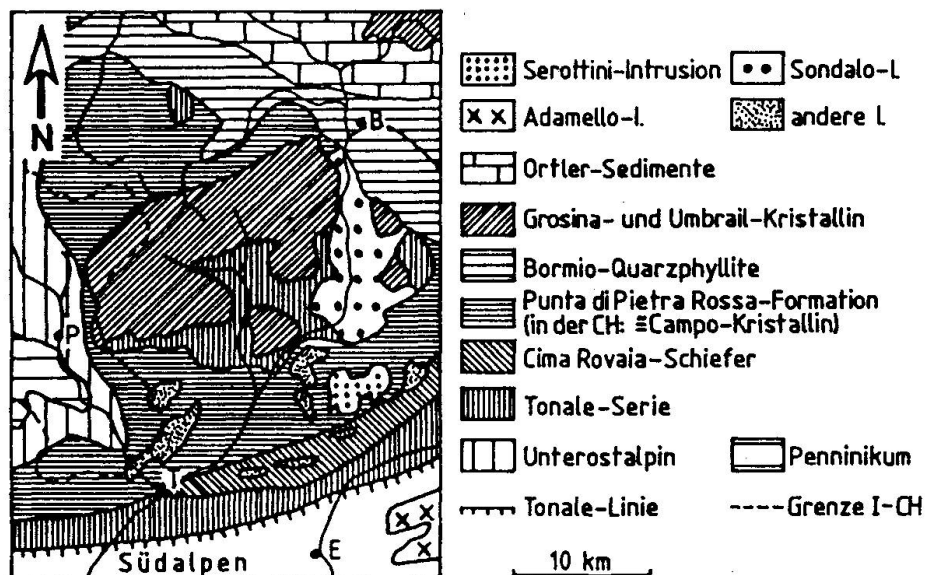 N
B
P
T
E
Südalpen
Serottini-Intrusion
Sondalo-I.
Adamello-I.
andere I.
Ortler-Sedimente
Grosina- und Umbrail-Kristallin
Bormio-Quarzphyllite
Punta di Pietra Rossa-Formation
(in der CH: ≡Campo-Kristallin)
Cima Rovaia-Schiefer
Tonale-Serie
Unterostalpin
Penninikum
Tonale-Linie
Grenze I-CH
10 km